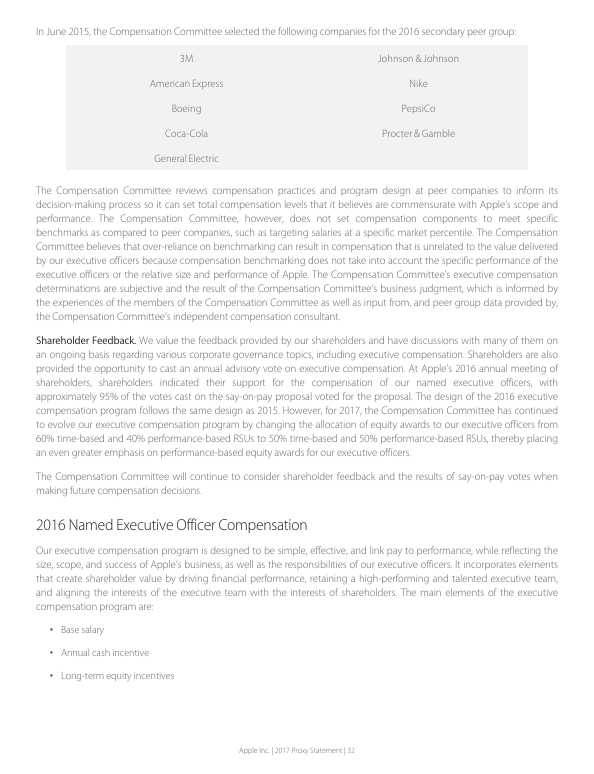 In June 2015, the Compensation Committee selected the following companies for the 2016 secondary peer group:
3M Johnson & Johnson
American Express Nike
Boeing PepsiCo
Coca-Cola Procter & Gamble
General Electric
The Compensation Committee reviews compensation practices and program design at peer companies to inform its
decision-making process so it can set total compensation levels that it believes are commensurate with Apple's scope and
performance. The Compensation Committee, however, does not set compensation components to meet specific
benchmarks as compared to peer companies, such as targeting salaries at a specific market percentile. The Compensation
Committee believes that over-reliance on benchmarking can result in compensation that is unrelated to the value delivered
by our executive officers because compensation benchmarking does not take into account the specific performance of the
executive officers or the relative size and performance of Apple. The Compensation Committee's executive compensation
determinations are subjective and the result of the Compensation Committee's business judgment, which is informed by
the experiences of the members of the Compensation Committee as well as input from, and peer group data provided by,
the Compensation Committee's independent compensation consultant.
Shareholder Feedback. We value the feedback provided by our shareholders and have discussions with many of them on
an ongoing basis regarding various corporate governance topics, including executive compensation. Shareholders are also
provided the opportunity to cast an annual advisory vote on executive compensation. At Apple's 2016 annual meeting of
shareholders, shareholders indicated their support for the compensation of our named executive officers, with
approximately 95% of the votes cast on the say-on-pay proposal voted for the proposal. The design of the 2016 executive
compensation program follows the same design as 2015. However, for 2017, the Compensation Committee has continued
to evolve our executive compensation program by changing the allocation of equity awards to our executive officers from
60% time-based and 40% performance-based RSUs to 50% time-based and 50% performance-based RSUs, thereby placing
an even greater emphasis on performance-based equity awards for our executive officers.
The Compensation Committee will continue to consider shareholder feedback and the results of say-on-pay votes when
making future compensation decisions.
2016 Named Executive Officer Compensation
Our executive compensation program is designed to be simple, effective, and link pay to performance, while reflecting the
size, scope, and success of Apple's business, as well as the responsibilities of our executive officers. It incorporates elements
that create shareholder value by driving financial performance, retaining a high-performing and talented executive team,
and aligning the interests of the executive team with the interests of shareholders. The main elements of the executive
compensation program are:
• Base salary
• Annual cash incentive
• Long-term equity incentives
Apple Inc. | 2017 Proxy Statement | 32